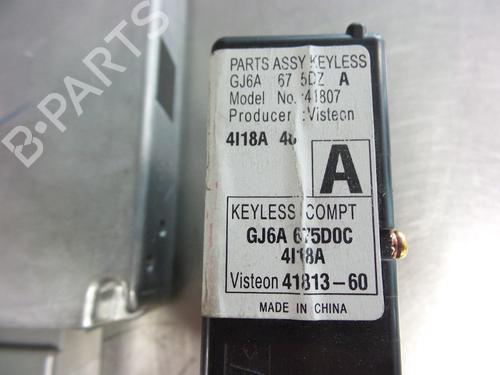 B-PARTS
PARTS ASSY KEYLESS
GJ6A 67 5DZ A
Model No.:41807
Producer :Visteon
4I18A
A
KEYLESS COMPT
GJ6A 675D0C
4I18A
Visteon 41813-60
MADE IN CHINA